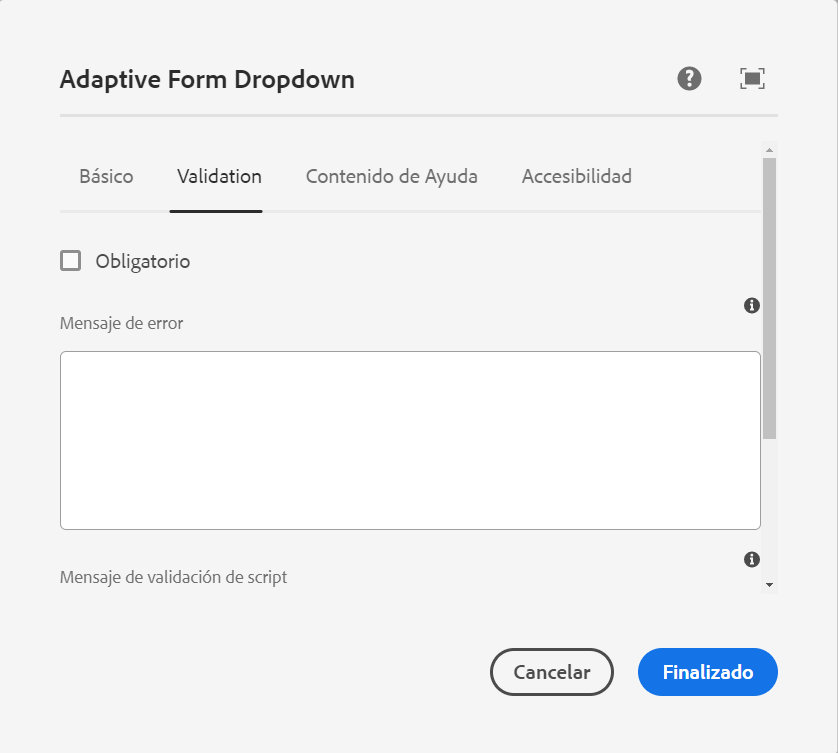 Adaptive Form Dropdown
Básico Validation Contenido de Ayuda Accesibilidad
Obligatorio
Mensaje de error
Mensaje de validación de script
Cancelar Finalizado